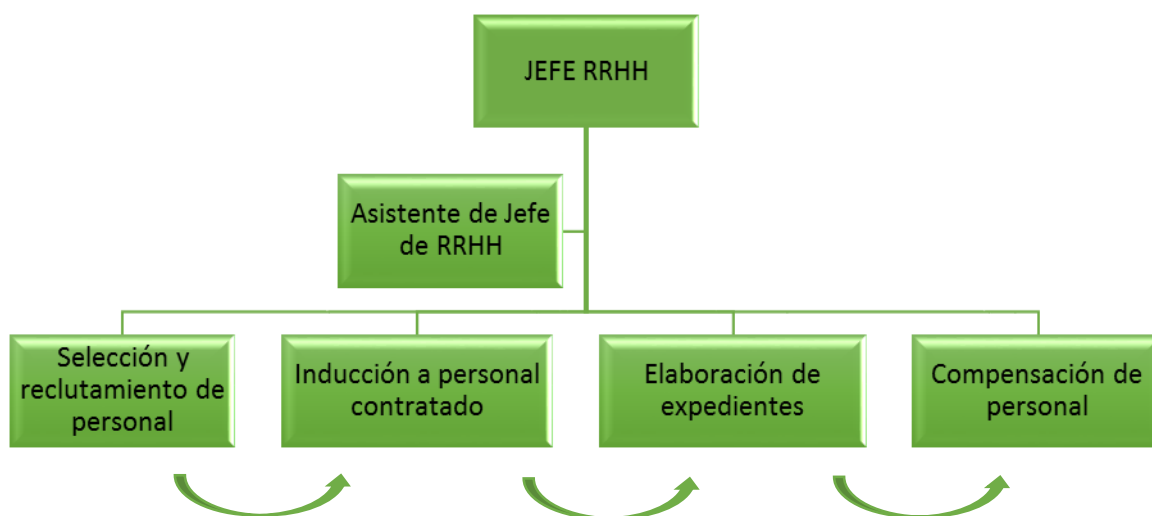 JEFE RRHH
Asistente de Jefe
de RRHH
Selección y
reclutamiento de
personal
Inducción a personal
contratado
Elaboración de
expedientes
Compensación de
personal